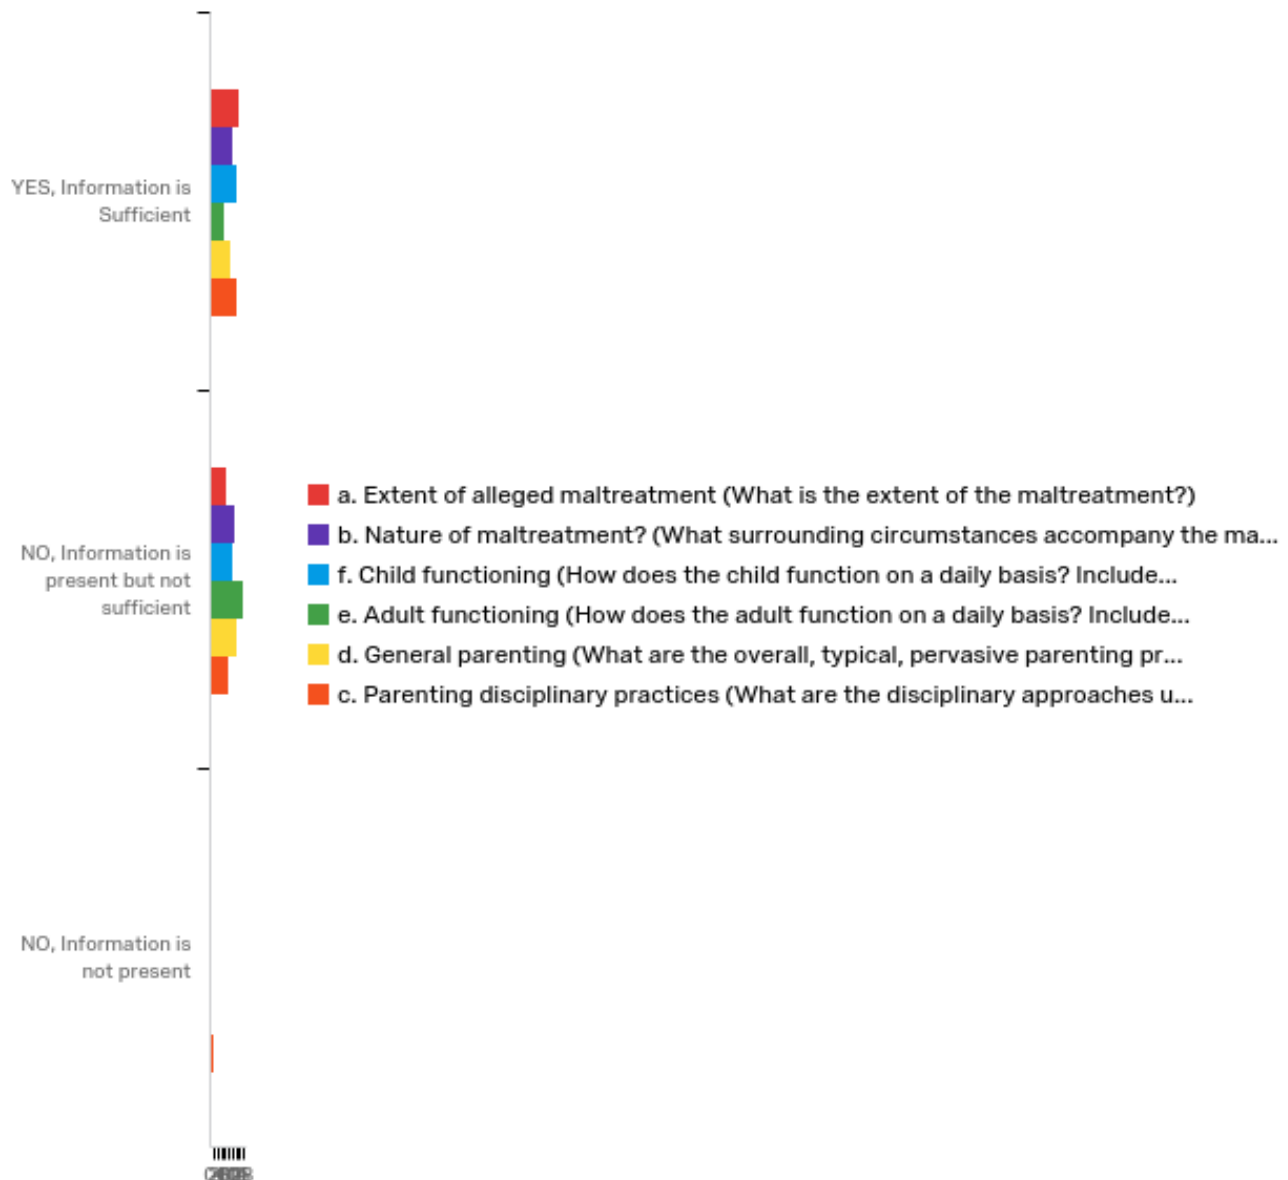 YES, Information is
Sufficient
NO, Information is
present but not
sufficient
a. Extent of alleged maltreatment (What is the extent of the maltreatment?)
b. Nature of maltreatment? (What surrounding circumstances accompany the ma...
f. Child functioning (How does the child function on a daily basis? Include...
e. Adult functioning (How does the adult function on a daily basis? Include...
d. General parenting (What are the overall, typical, pervasive parenting pr...
c. Parenting disciplinary practices (What are the disciplinary approaches u...
NO, Information is
not present